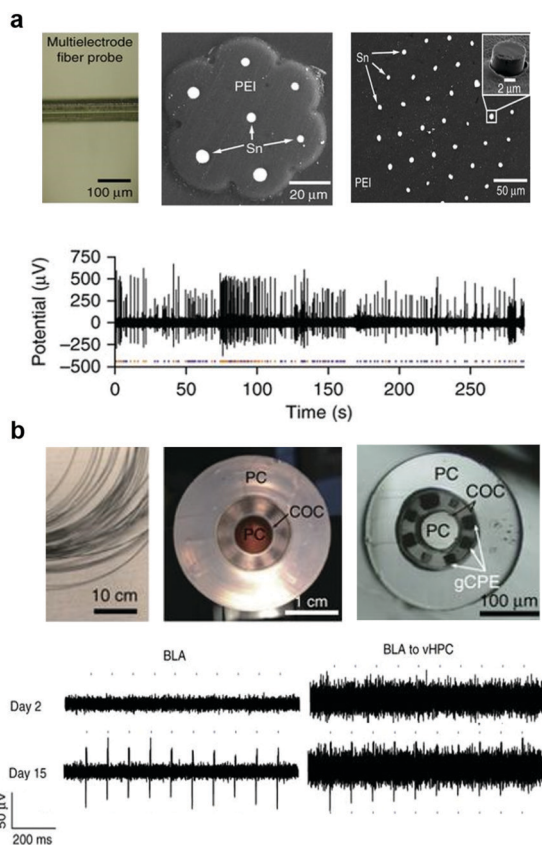 a
Multielectrode
fiber probe
100 μm
PEI
Sn
20 μm
Sn
PEI
2 μm
50 μm
Potential (μV)
750
500
250
0
−250
−500
0 50 100 150 200 250
Time (s)
b
10 cm
PC
COC
PC
1 cm
PC
COC
PC
gCPE
100 μm
BLA
BLA to vHPC
Day 2
Day 15
50 μV
200 ms